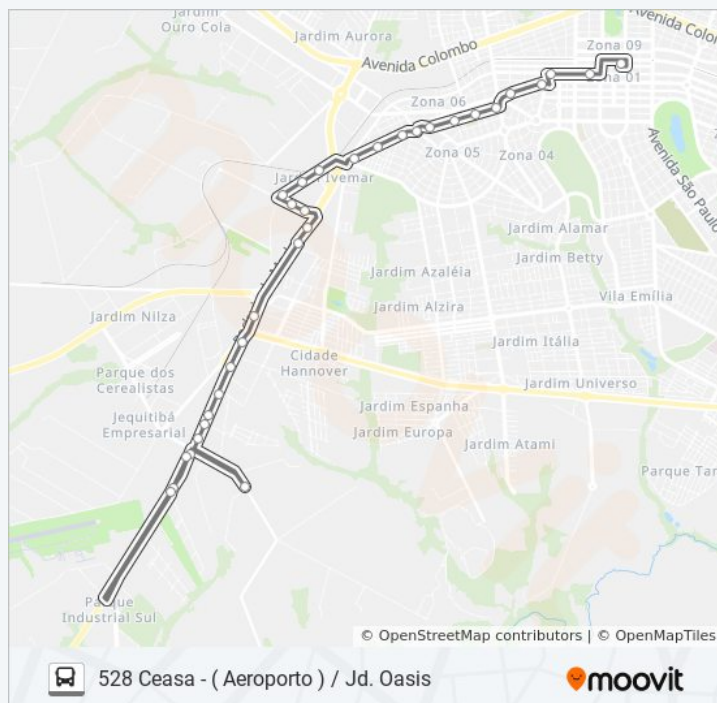 Jardim
Ouro Cola
Jardim Aurora
Avenida Colombo
Avenida Colo
Zona 09
na 01
Zona 06
Zona 05
Zona 04
Avenida São Paulo
Jardim Ivemar
Jardim Alamar
Jardim Betty
Jardim Azaléia
Vila Emília
Jardim Alzira
Jardim Nilza
Jardim Itália
Cidade
Hannover
Parque dos
Cerealistas
Jardim Universo
Jequitibá
Empresarial
Jardim Espanha
Jardim Europa
Jardim Atami
Parque Tar
Parque
Industrial Sul
© OpenStreetMap contributors | © OpenMapTiles
528 Ceasa - ( Aeroporto ) / Jd. Oasis
moovit